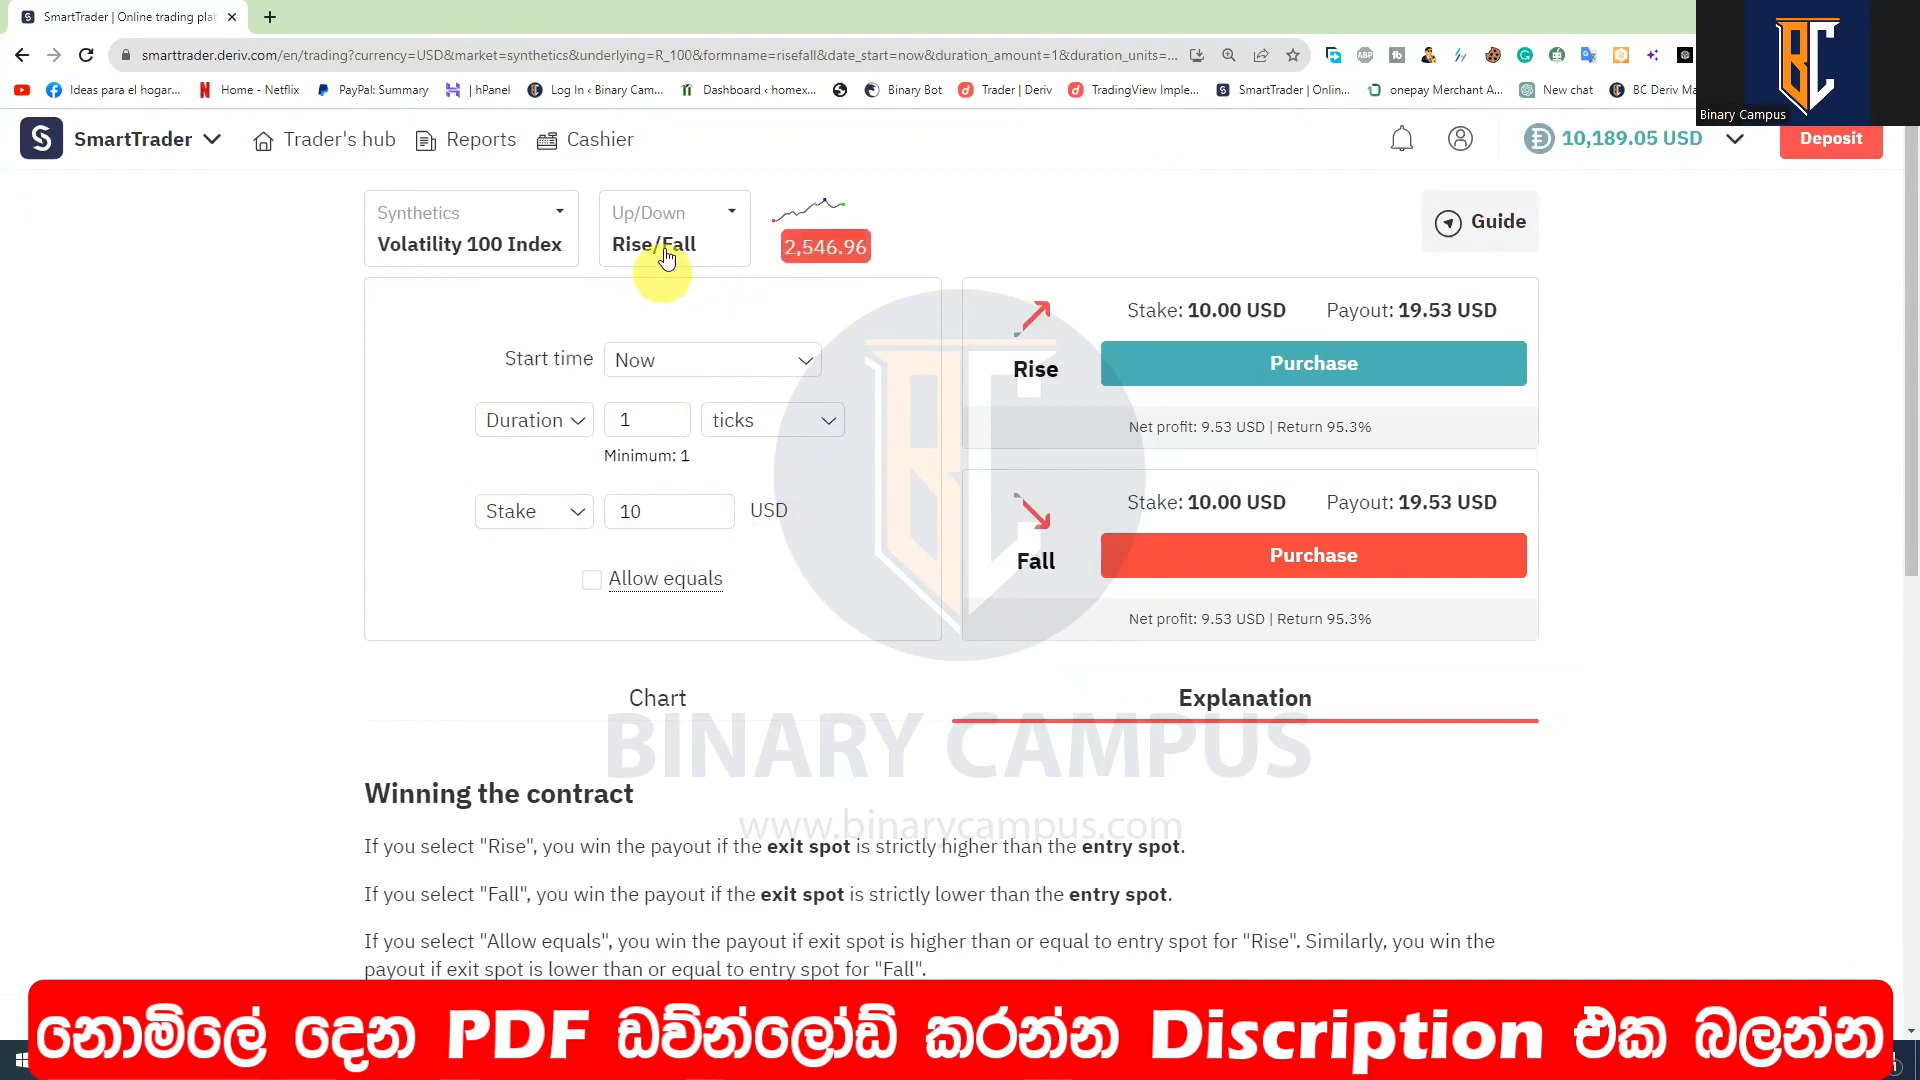 SmartTrader | Online trading plat
smarttrader.deriv.com/en/trading?currency=USD&market=synthetics&underlying=R_100&formname=risefall&date_start=now&duration_amount=1&duration_units=...
Ideas para el hogar... Home - Netflix PayPal: Summary | hPanel Log In ‹ Binary Cam... Dashboard ‹ homex... Binary Bot Trader | Deriv TradingView Imple... SmartTrader | Onlin... onepay Merchant A... New chat BC Deriv Ma
BC
Binary Campus
SmartTrader Trader's hub Reports Cashier 10,189.05 USD Deposit
Synthetics Up/Down
Volatility 100 Index Rise/Fall 2,546.96 Guide
Start time Now
Duration 1 ticks
Minimum: 1
Stake 10 USD
Allow equals
Stake: 10.00 USD Payout: 19.53 USD
Rise Purchase
Net profit: 9.53 USD | Return 95.3%
Stake: 10.00 USD Payout: 19.53 USD
Fall Purchase
Net profit: 9.53 USD | Return 95.3%
Chart Explanation
BINARY CAMPUS
www.binarycampus.com
Winning the contract
If you select "Rise", you win the payout if the exit spot is strictly higher than the entry spot.
If you select "Fall", you win the payout if the exit spot is strictly lower than the entry spot.
If you select "Allow equals", you win the payout if exit spot is higher than or equal to entry spot for "Rise". Similarly, you win the
payout if exit spot is lower than or equal to entry spot for "Fall".
නොමිලේ දෙන PDF ඩව්න්ලෝඩ් කරන්න Discription එක බලන්න